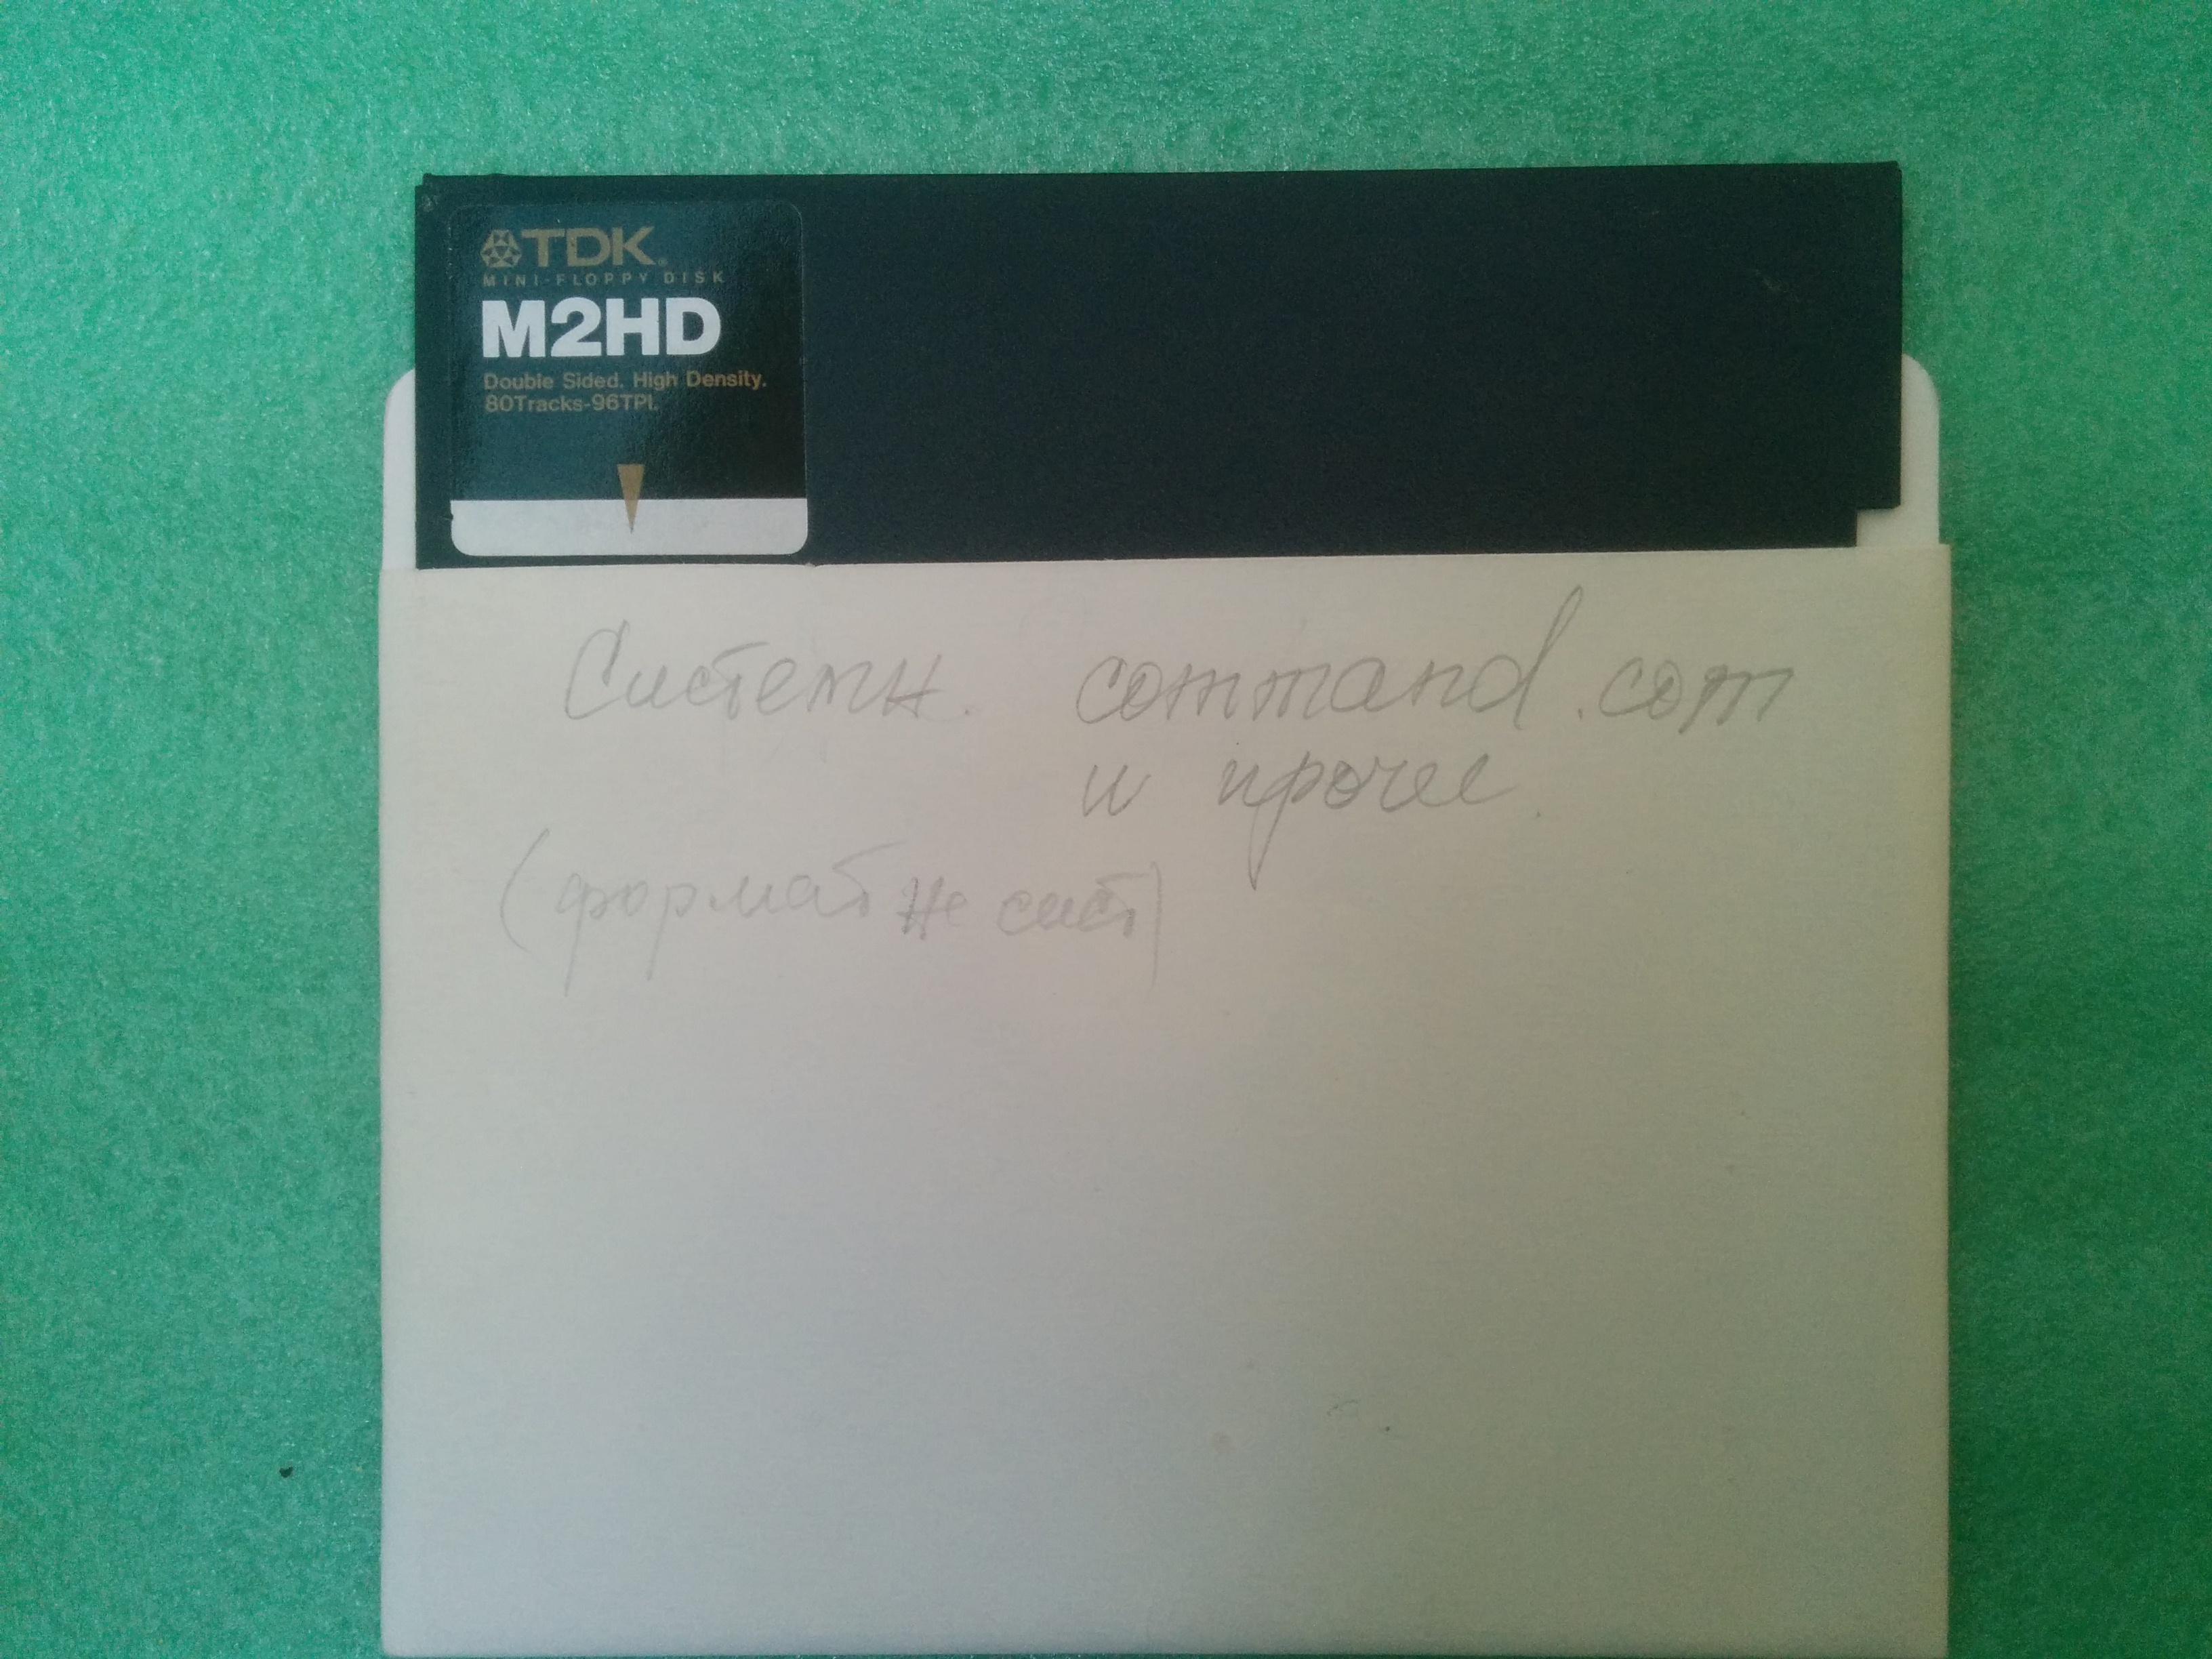 TDK
MINI-FLOPPY DISK
M2HD
Double Sided. High Density.
80Tracks-96TPI.
Системн. command.com
и прочее
(формат не сист)